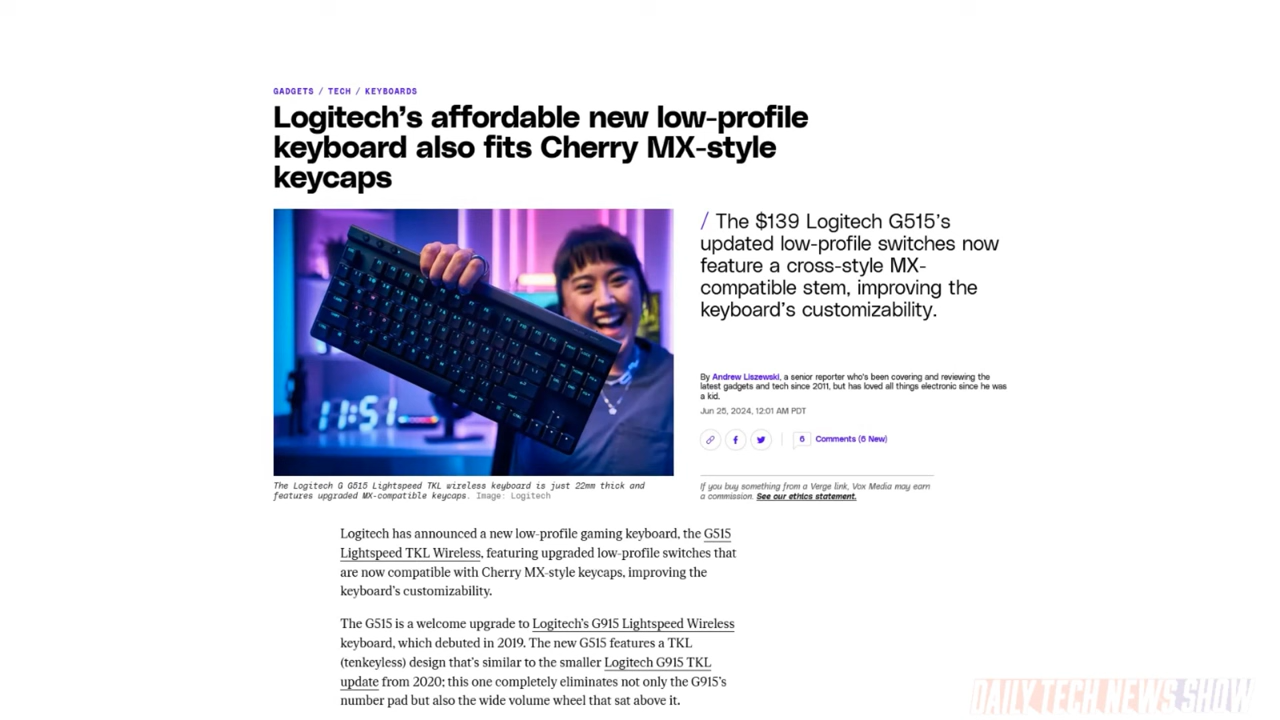 GADGETS / TECH / KEYBOARDS
Logitech’s affordable new low-profile
keyboard also fits Cherry MX-style
keycaps
11:51
/ The $139 Logitech G515’s
updated low-profile switches now
feature a cross-style MX-
compatible stem, improving the
keyboard’s customizability.
By Andrew Liszewski, a senior reporter who’s been covering and reviewing the
latest gadgets and tech since 2011, but has loved all things electronic since he was
a kid.
Jun 25, 2024, 12:01 AM PDT
6 Comments (6 New)
The Logitech G G515 Lightspeed TKL wireless keyboard is just 22mm thick and
features upgraded MX-compatible keycaps. Image: Logitech
If you buy something from a Verge link, Vox Media may earn
a commission. See our ethics statement.
Logitech has announced a new low-profile gaming keyboard, the G515
Lightspeed TKL Wireless, featuring upgraded low-profile switches that
are now compatible with Cherry MX-style keycaps, improving the
keyboard’s customizability.
The G515 is a welcome upgrade to Logitech’s G915 Lightspeed Wireless
keyboard, which debuted in 2019. The new G515 features a TKL
(tenkeyless) design that’s similar to the smaller Logitech G915 TKL
update from 2020; this one completely eliminates not only the G915’s
number pad but also the wide volume wheel that sat above it.
DAILY TECH NEWS SHOW